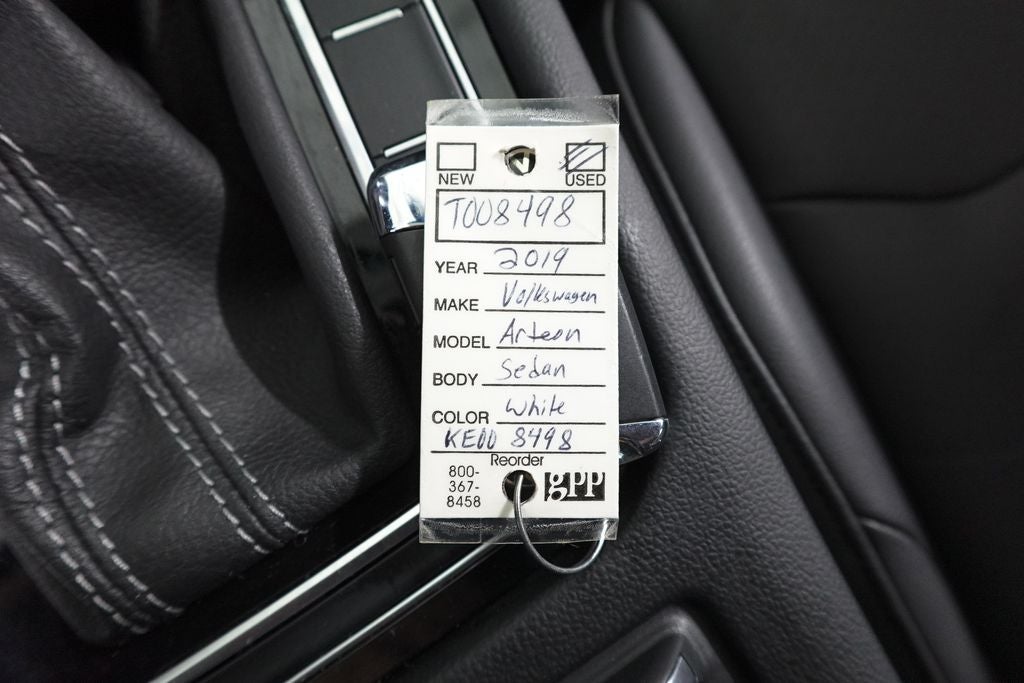 NEW USED
T008498
YEAR 2019
MAKE Volkswagen
MODEL Arteon
BODY Sedan
COLOR White
KE00 8498
Reorder
800-
367-
8458
gpp